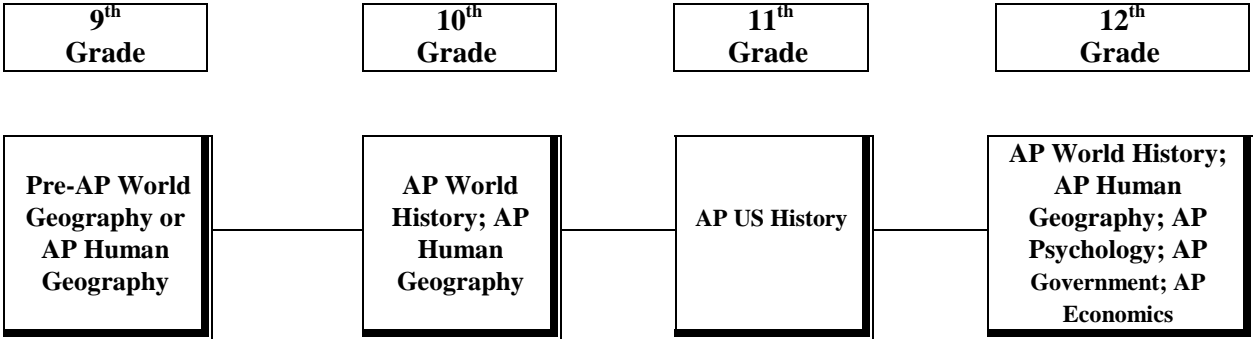 9th
Grade
10th
Grade
11th
Grade
12th
Grade
Pre-AP World
Geography or
AP Human
Geography
AP World
History; AP
Human
Geography
AP US History
AP World History;
AP Human
Geography; AP
Psychology; AP
Government; AP
Economics